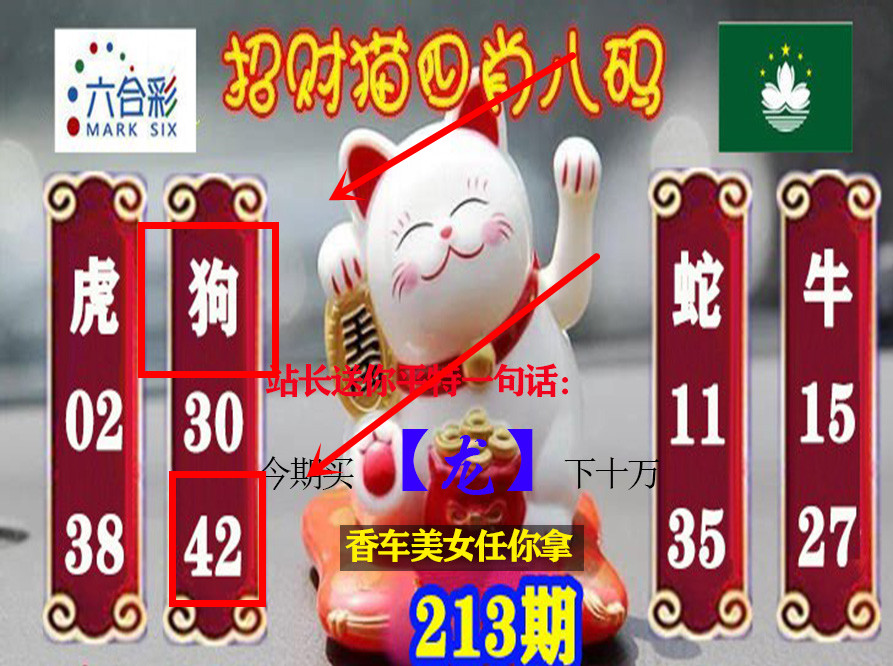 六合彩
MARK SIX
招财猫四肖八码
虎
02
38
狗
30
42
蛇
11
35
牛
15
27
站长送你平特一句话：
今期买【龙】下十万
香车美女任你拿
213期